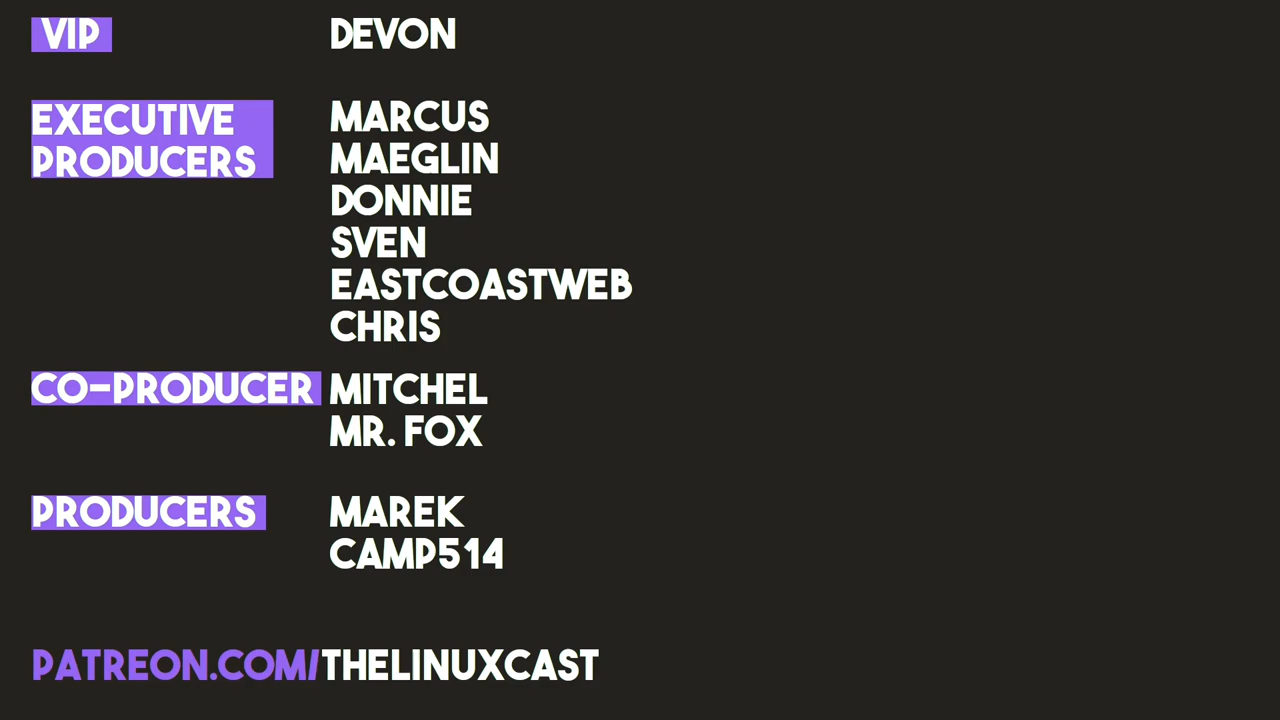 VIP DEVON
EXECUTIVE MARCUS
PRODUCERS MAEGLIN
DONNIE
SVEN
EASTCOASTWEB
CHRIS
CO-PRODUCER MITCHEL
MR. FOX
PRODUCERS MAREK
CAMP514
PATREON.COM/THELINUXCAST